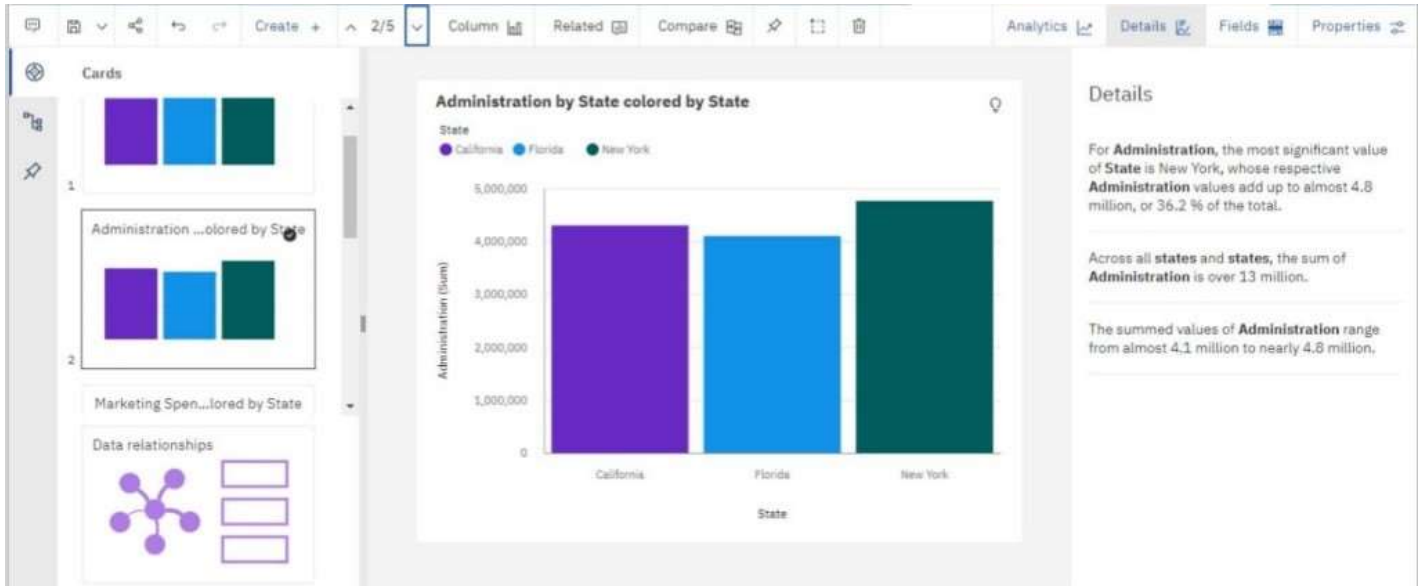 Create +
2/5
Column
Related
Compare
Analytics
Details
Fields
Properties
Cards
1
Administration ...olored by State
2
Marketing Spen...lored by State
Data relationships
Administration by State colored by State
State
California Florida New York
5,000,000
4,000,000
3,000,000
2,000,000
1,000,000
0
Administration (Sum)
California Florida New York
State
Details
For Administration, the most significant value
of State is New York, whose respective
Administration values add up to almost 4.8
million, or 36.2 % of the total.
Across all states and states, the sum of
Administration is over 13 million.
The summed values of Administration range
from almost 4.1 million to nearly 4.8 million.